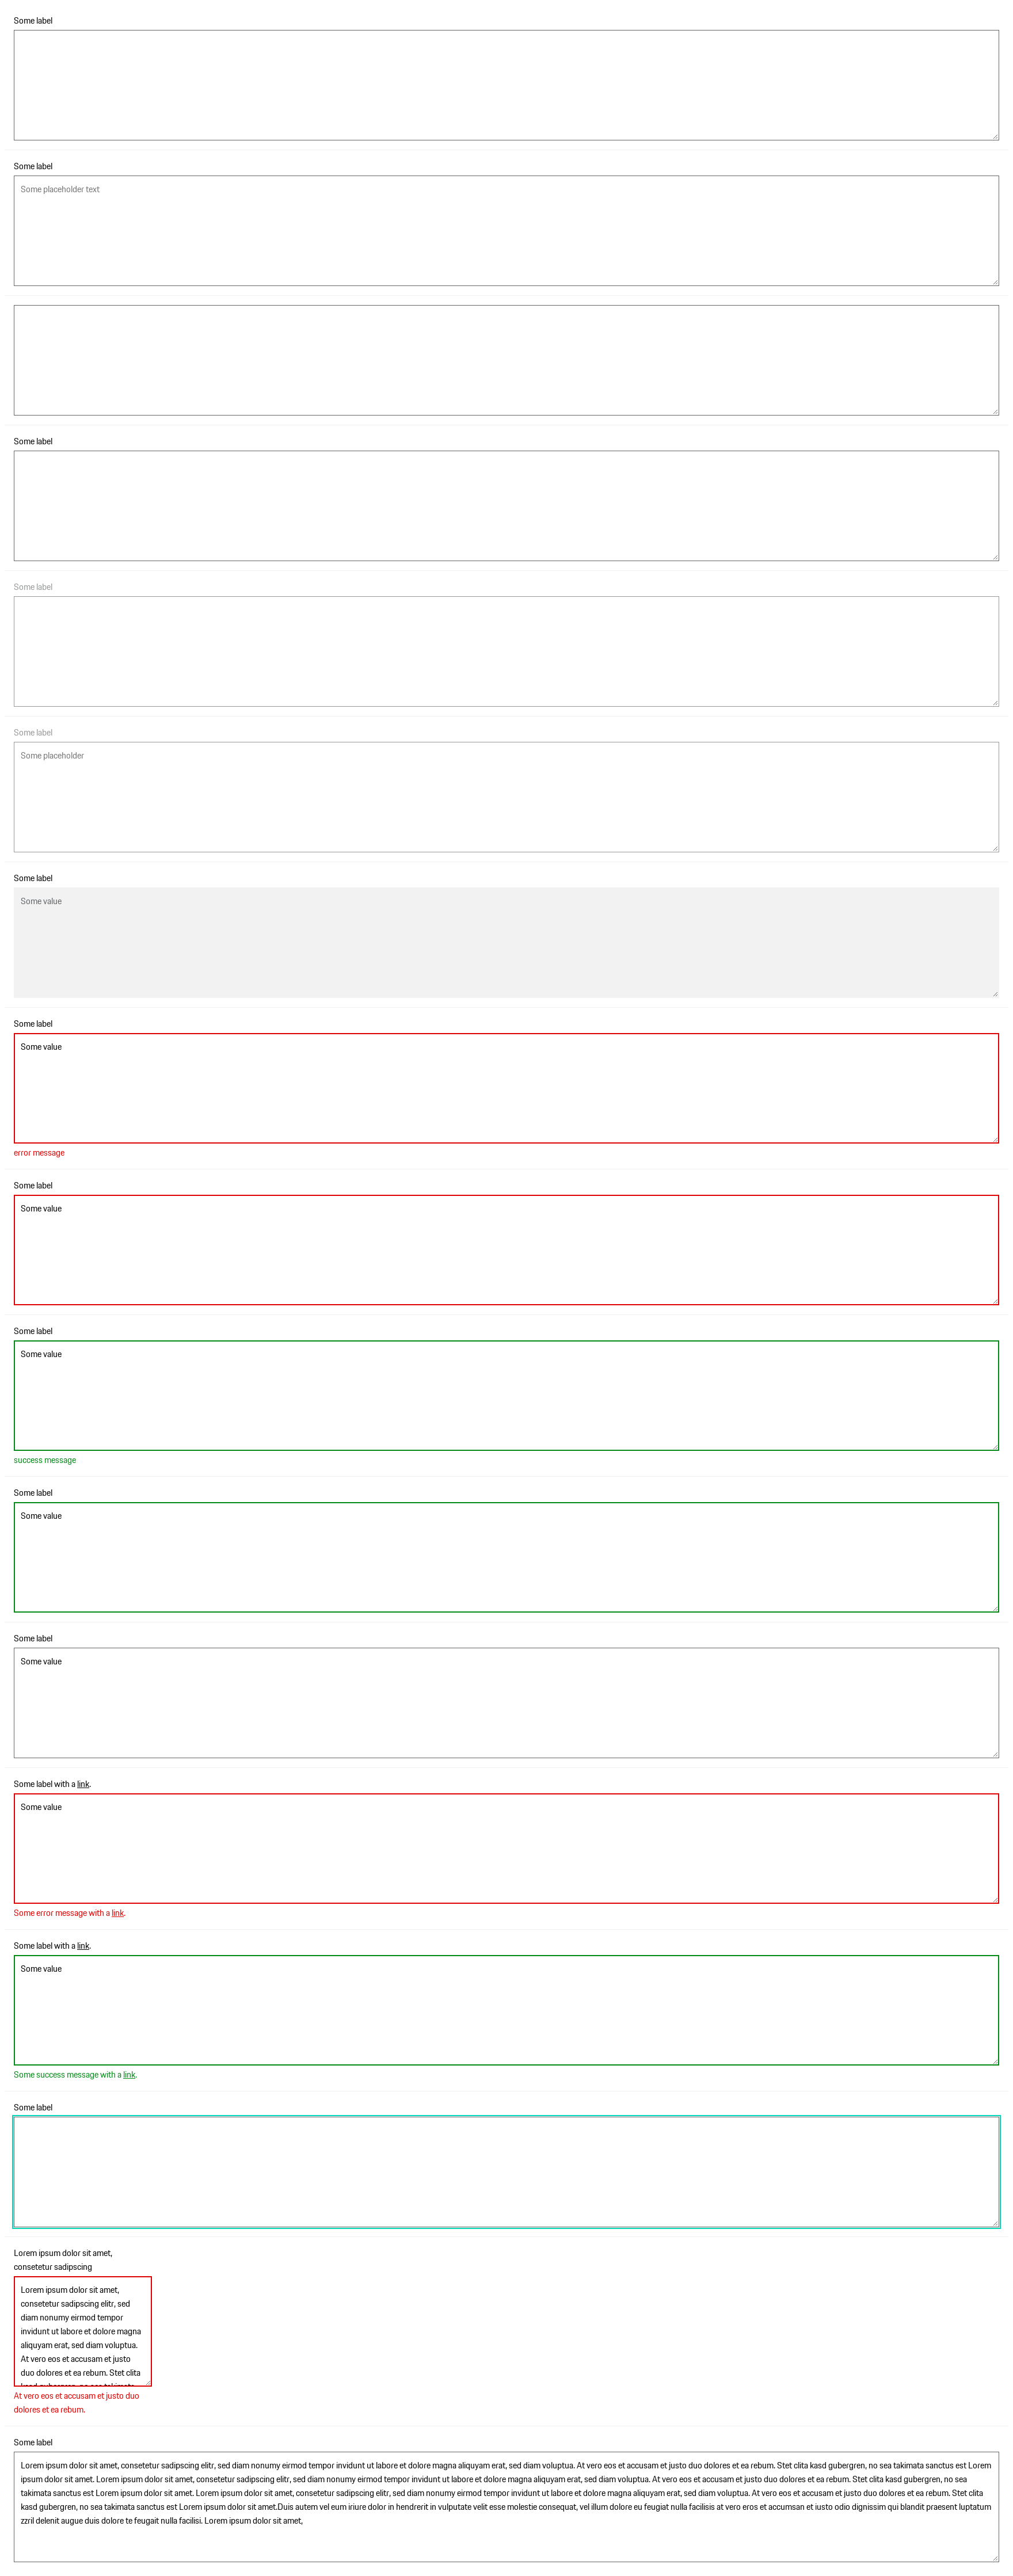 Some label
Some label
Some placeholder text
Some label
Some label
Some label
Some placeholder
Some label
Some value
Some label
Some value
error message
Some label
Some value
Some label
Some value
success message
Some label
Some value
Some label
Some value
Some label with a link.
Some value
Some error message with a link.
Some label with a link.
Some value
Some success message with a link.
Some label
Lorem ipsum dolor sit amet,
consetetur sadipscing
Lorem ipsum dolor sit amet,
consetetur sadipscing elitr, sed
diam nonumy eirmod tempor
invidunt ut labore et dolore magna
aliquyam erat, sed diam voluptua.
At vero eos et accusam et justo
duo dolores et ea rebum. Stet clita
kasd gubergren, no sea takimata
At vero eos et accusam et justo duo
dolores et ea rebum.
Some label
Lorem ipsum dolor sit amet, consetetur sadipscing elitr, sed diam nonumy eirmod tempor invidunt ut labore et dolore magna aliquyam erat, sed diam voluptua. At vero eos et accusam et justo duo dolores et ea rebum. Stet clita kasd gubergren, no sea takimata sanctus est Lorem
ipsum dolor sit amet. Lorem ipsum dolor sit amet, consetetur sadipscing elitr, sed diam nonumy eirmod tempor invidunt ut labore et dolore magna aliquyam erat, sed diam voluptua. At vero eos et accusam et justo duo dolores et ea rebum. Stet clita kasd gubergren, no sea
takimata sanctus est Lorem ipsum dolor sit amet. Lorem ipsum dolor sit amet, consetetur sadipscing elitr, sed diam nonumy eirmod tempor invidunt ut labore et dolore magna aliquyam erat, sed diam voluptua. At vero eos et accusam et justo duo dolores et ea rebum. Stet clita
kasd gubergren, no sea takimata sanctus est Lorem ipsum dolor sit amet.Duis autem vel eum iriure dolor in hendrerit in vulputate velit esse molestie consequat, vel illum dolore eu feugiat nulla facilisis at vero eros et accumsan et iusto odio dignissim qui blandit praesent luptatum
zzril delenit augue duis dolore te feugait nulla facilisi. Lorem ipsum dolor sit amet,